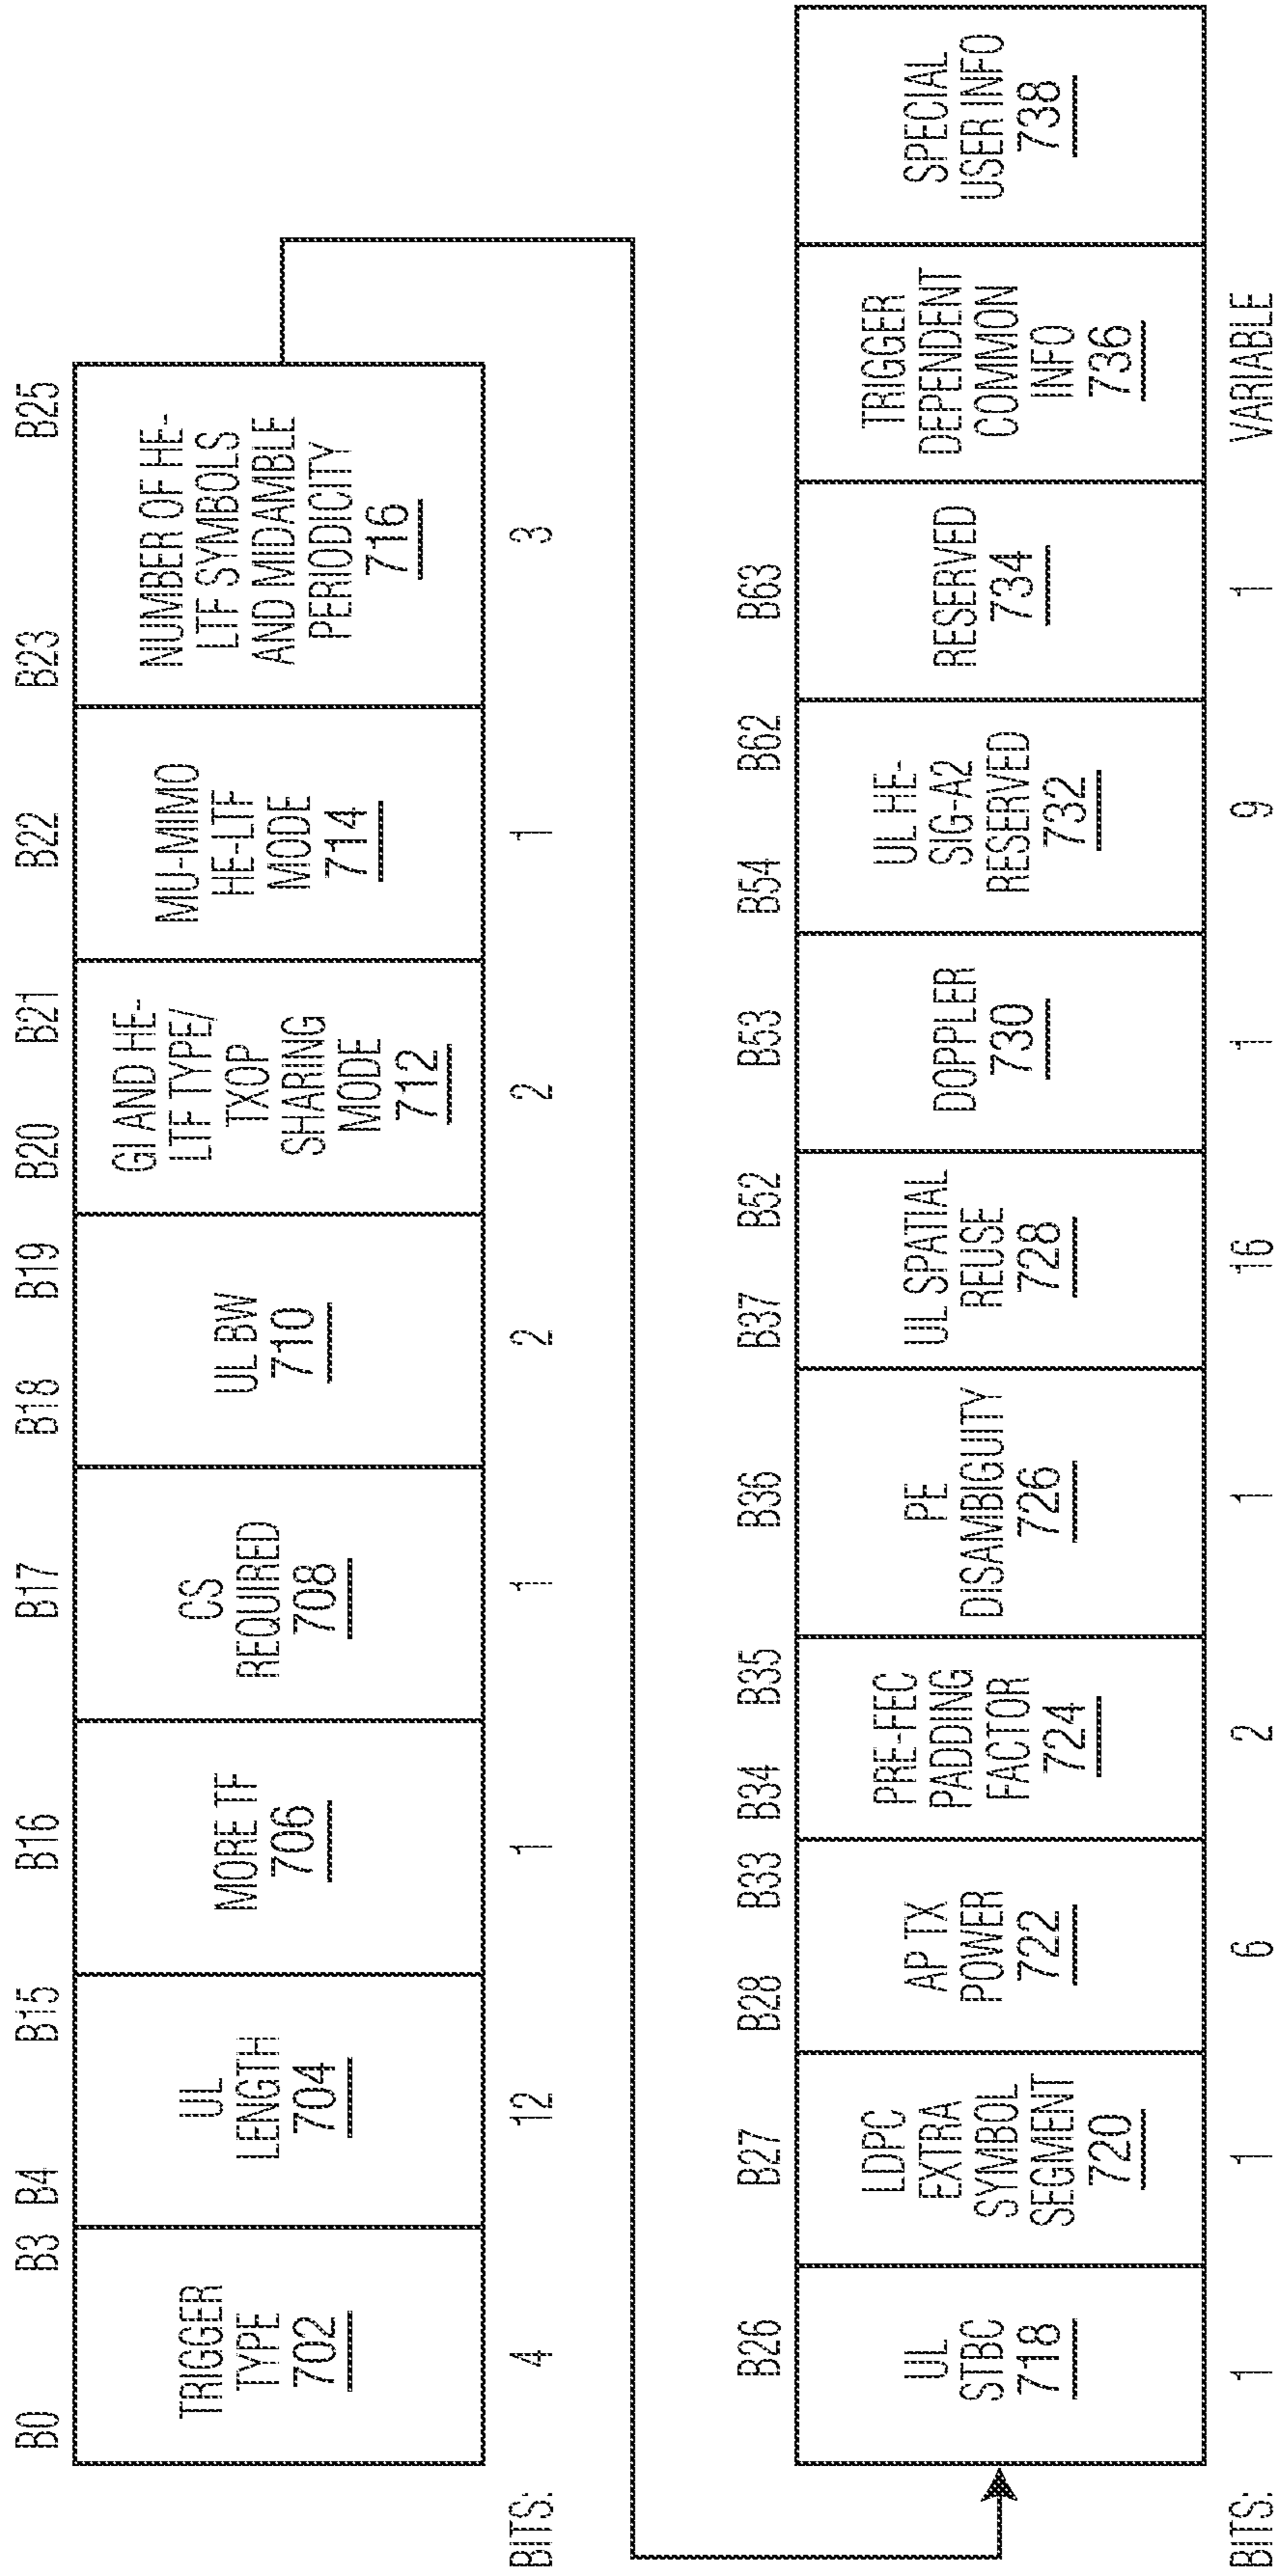 B0 B3 B4 B15 B16 B17 B18 B19 B20 B21 B22 B23 B25
TRIGGER
TYPE
702
UL
LENGTH
704
MORE TF
706
CS
REQUIRED
708
UL BW
710
GI AND HE-
LTF TYPE/
TXOP
SHARING
MODE
712
MU-MIMO
HE-LTF
MODE
714
NUMBER OF HE-
LTF SYMBOLS
AND MIDAMBLE
PERIODICITY
716
BITS: 4 12 1 1 2 2 1 3
B26 B27 B28 B33 B34 B35 B36 B37 B52 B53 B54 B62 B63
UL
STBC
718
LDPC
EXTRA
SYMBOL
SEGMENT
720
AP TX
POWER
722
PRE-FEC
PADDING
FACTOR
724
PE
DISAMBIGUITY
726
UL SPATIAL
REUSE
728
DOPPLER
730
UL HE-
SIG-A2
RESERVED
732
RESERVED
734
TRIGGER
DEPENDENT
COMMON
INFO
736
SPECIAL
USER INFO
738
BITS: 1 1 6 2 1 16 1 9 1 VARIABLE